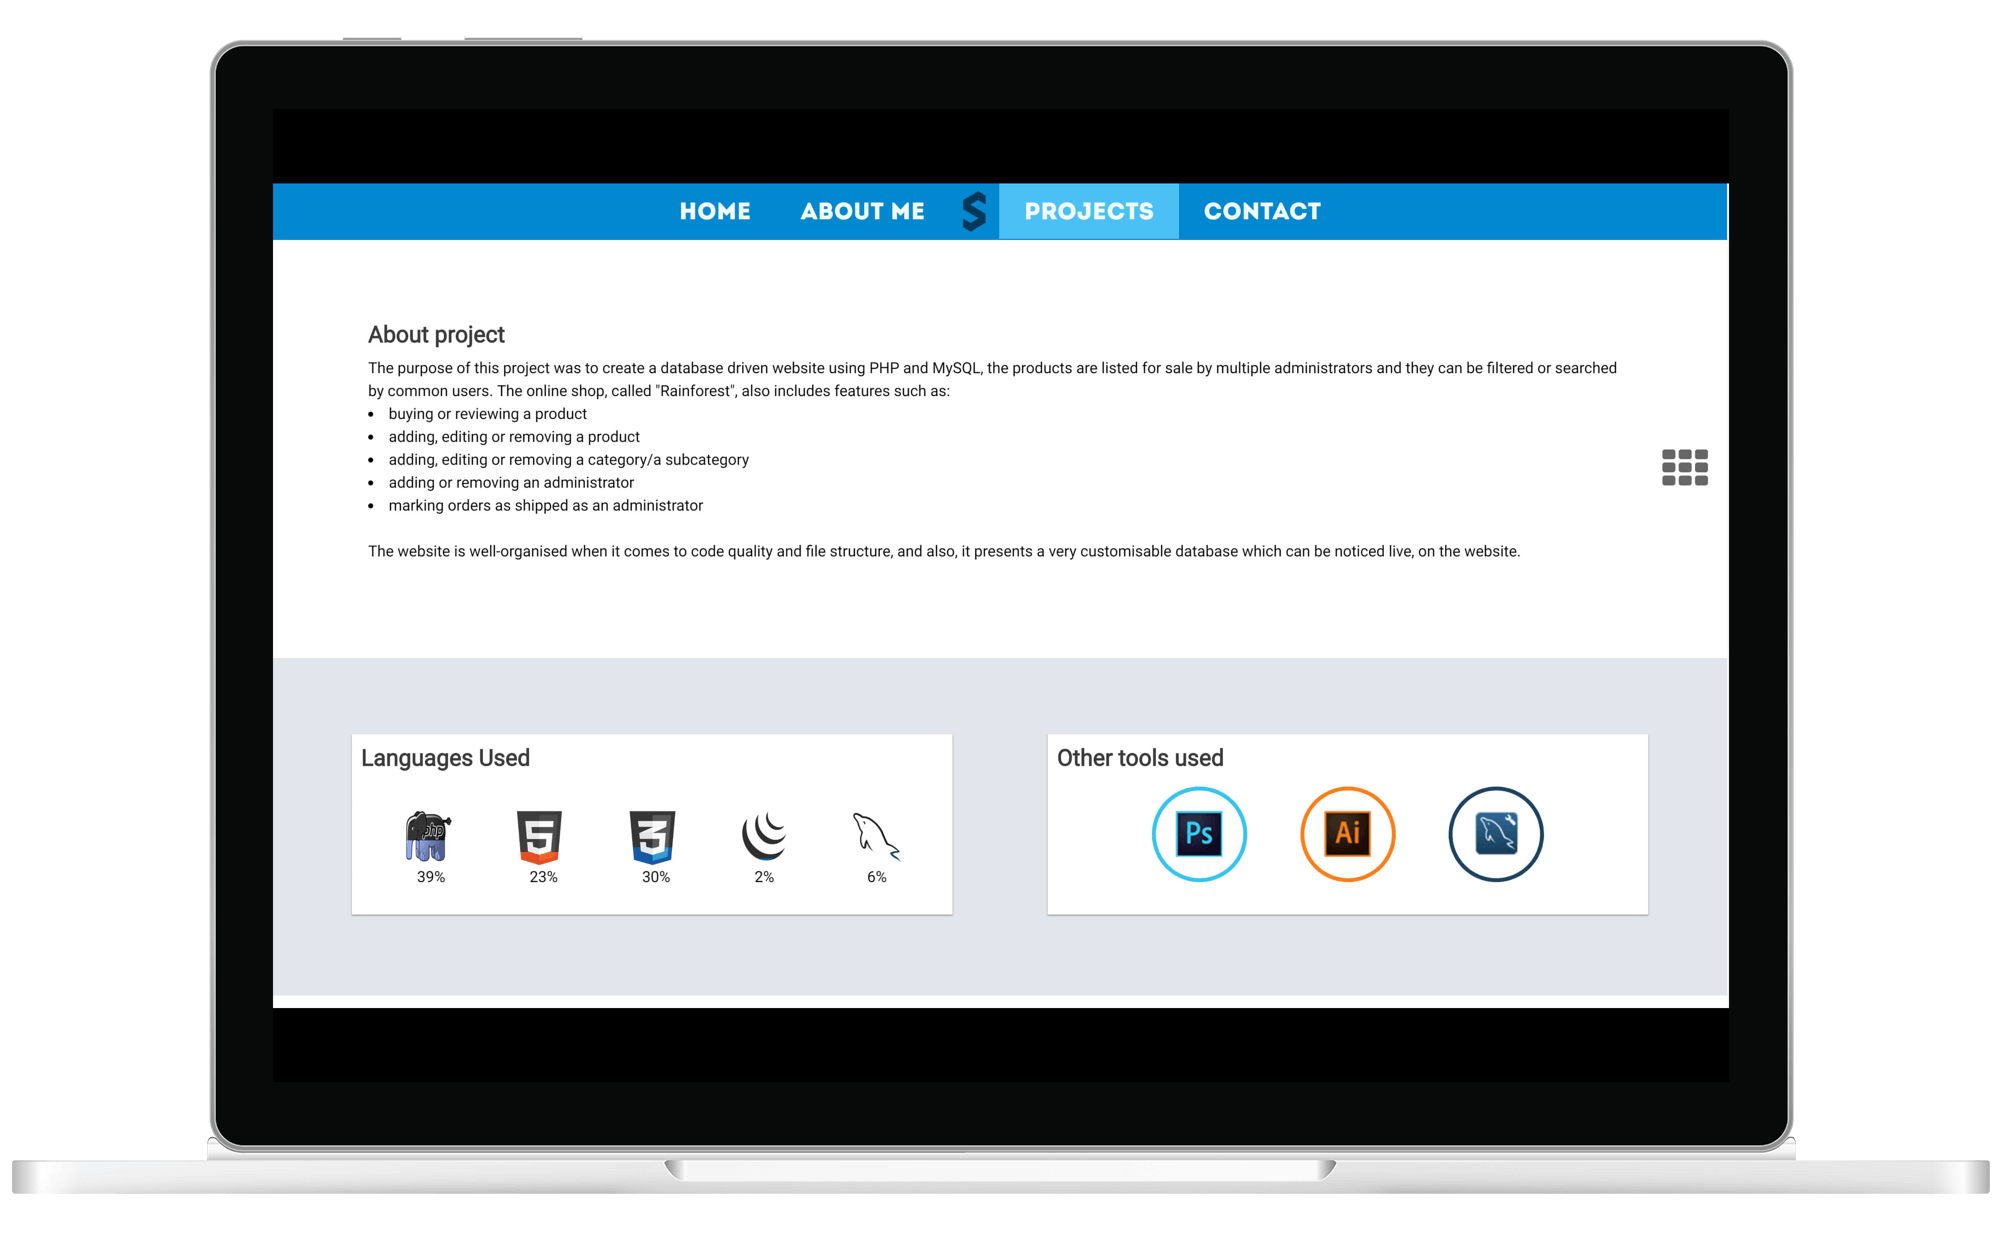 HOME ABOUT ME S PROJECTS CONTACT
About project
The purpose of this project was to create a database driven website using PHP and MySQL, the products are listed for sale by multiple administrators and they can be filtered or searched
by common users. The online shop, called "Rainforest", also includes features such as:
• buying or reviewing a product
• adding, editing or removing a product
• adding, editing or removing a category/a subcategory
• adding or removing an administrator
• marking orders as shipped as an administrator
The website is well-organised when it comes to code quality and file structure, and also, it presents a very customisable database which can be noticed live, on the website.
Languages Used
php 5 3
39% 23% 30% 2% 6%
Other tools used
Ps Ai